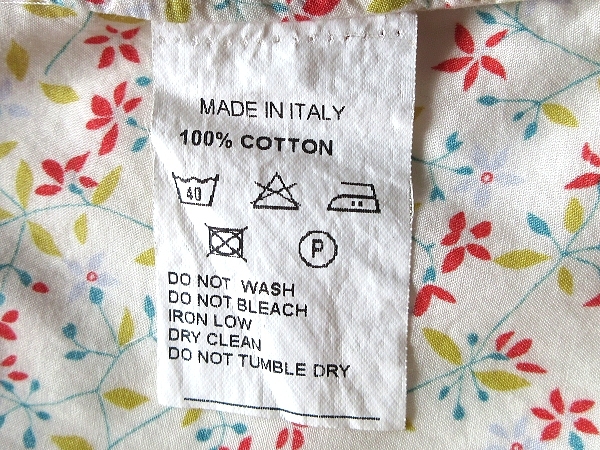 MADE IN ITALY
100% COTTON
40
P
DO NOT WASH
DO NOT BLEACH
IRON LOW
DRY CLEAN
DO NOT TUMBLE DRY